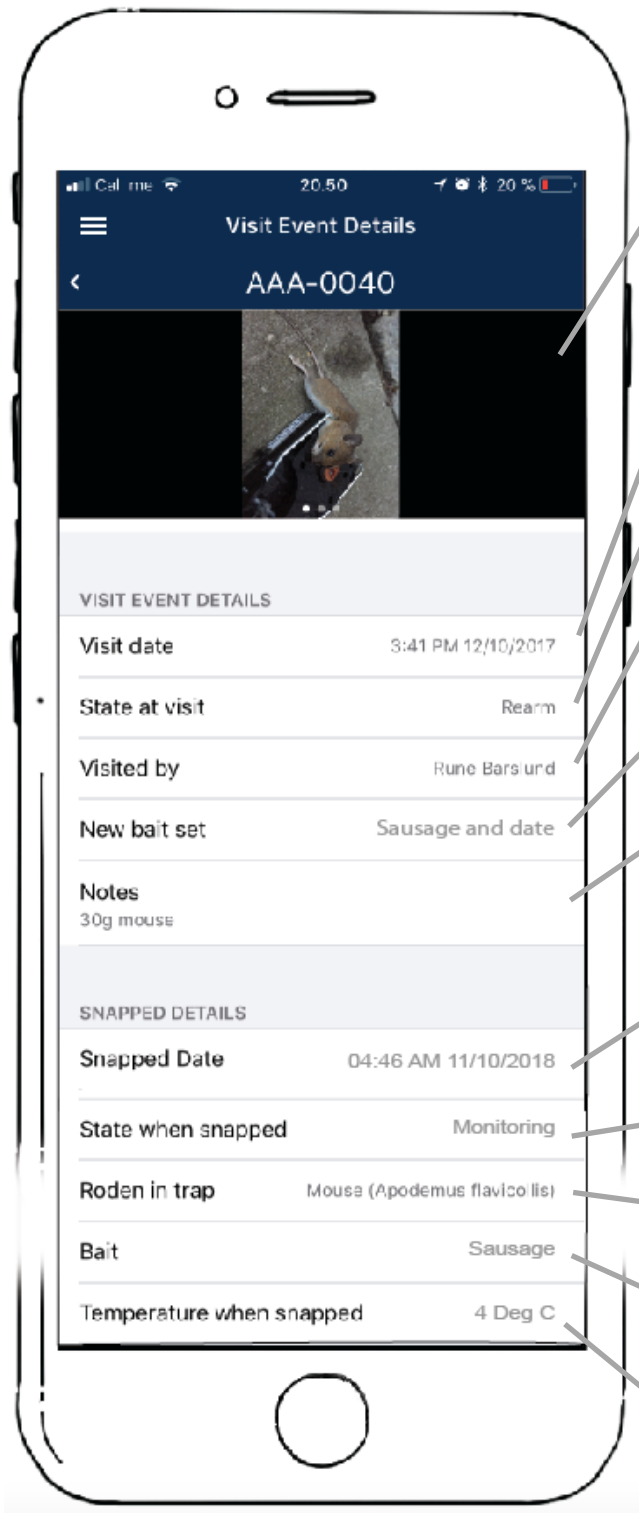 20.50 20 %
Visit Event Details
AAA-0040
VISIT EVENT DETAILS
Visit date 3:41 PM 12/10/2017
State at visit Rearm
Visited by Rune Barslund
New bait set Sausage and date
Notes
30g mouse
SNAPPED DETAILS
Snapped Date 04:46 AM 11/10/2018
State when snapped Monitoring
Roden in trap Mouse (Apodemus flavicollis)
Bait Sausage
Temperature when snapped 4 Deg C